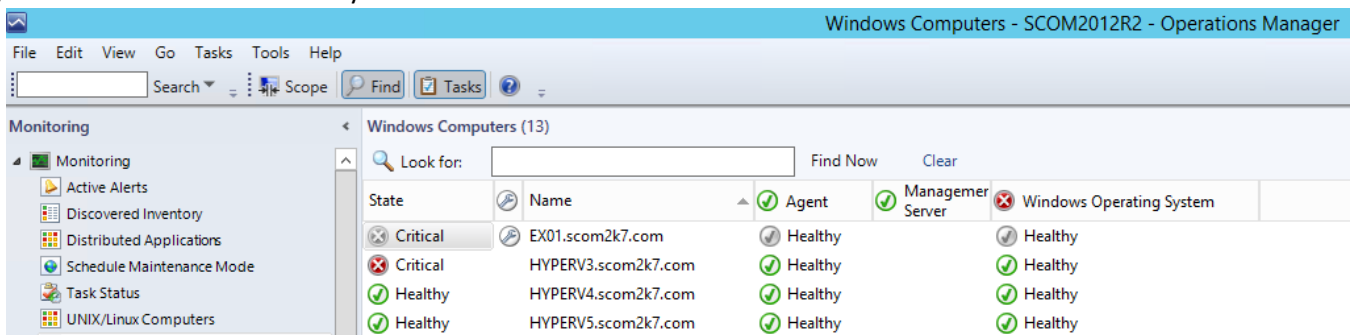 Windows Computers - SCOM2012R2 - Operations Manager
File Edit View Go Tasks Tools Help
Search Scope Find Tasks
Monitoring
Windows Computers (13)
Monitoring
Look for: Find Now Clear
Active Alerts
State Name Agent Managemer Server Windows Operating System
Discovered Inventory
Distributed Applications
Critical EX01.scom2k7.com Healthy Healthy
Schedule Maintenance Mode
Critical HYPERV3.scom2k7.com Healthy Healthy
Task Status
Healthy HYPERV4.scom2k7.com Healthy Healthy
UNIX/Linux Computers
Healthy HYPERV5.scom2k7.com Healthy Healthy